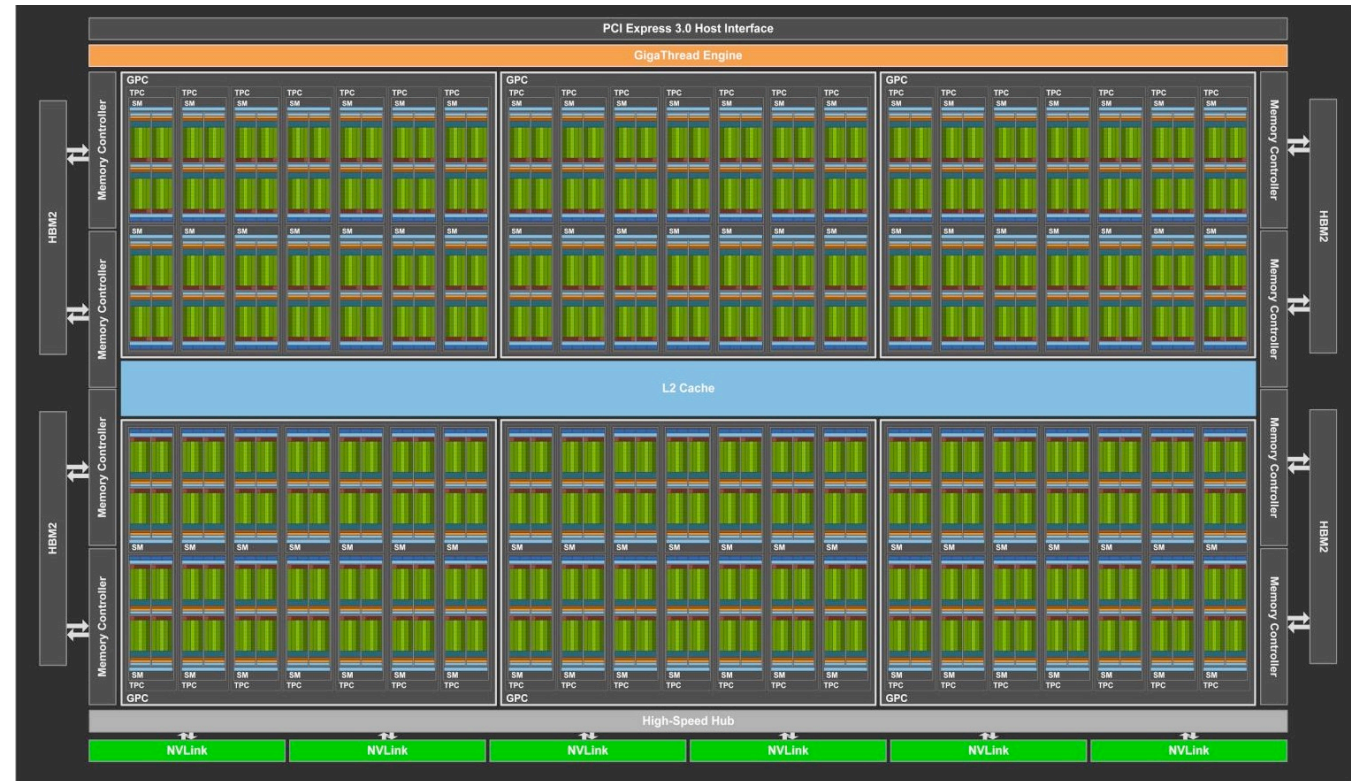 PCI Express 3.0 Host Interface
GigaThread Engine
GPC GPC GPC
TPC TPC TPC TPC TPC TPC TPC TPC TPC TPC TPC TPC TPC TPC TPC TPC TPC TPC TPC TPC TPC
SM SM SM SM SM SM SM SM SM SM SM SM SM SM SM SM SM SM SM SM SM
Memory Controller
Memory Controller
HBM2
HBM2
SM SM SM SM SM SM SM SM SM SM SM SM SM SM SM SM SM SM SM SM SM
Memory Controller
Memory Controller
L2 Cache
Memory Controller
Memory Controller
HBM2
HBM2
SM SM SM SM SM SM SM SM SM SM SM SM SM SM SM SM SM SM SM SM SM
Memory Controller
Memory Controller
SM SM SM SM SM SM SM SM SM SM SM SM SM SM SM SM SM SM SM SM SM
TPC TPC TPC TPC TPC TPC TPC TPC TPC TPC TPC TPC TPC TPC TPC TPC TPC TPC TPC TPC TPC
GPC GPC GPC
High-Speed Hub
NVLink NVLink NVLink NVLink NVLink NVLink